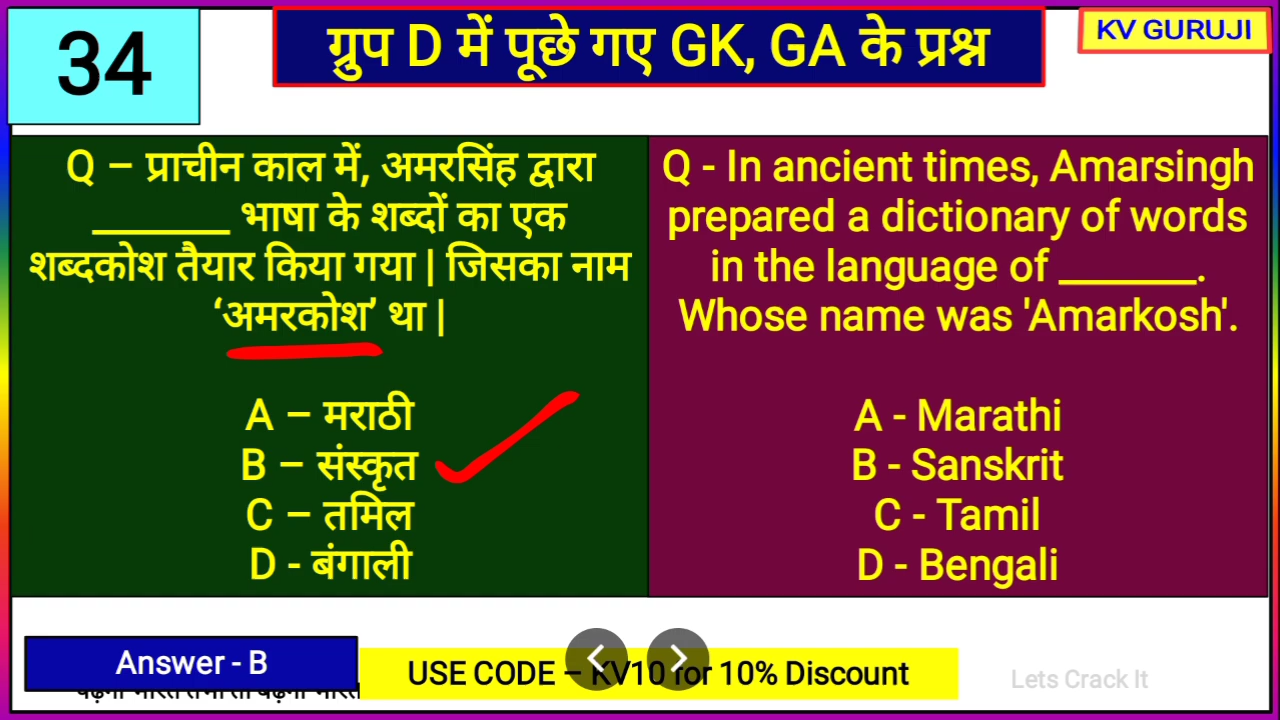 34
ग्रुप D में पूछे गए GK, GA के प्रश्न
KV GURUJI
Q – प्राचीन काल में, अमरसिंह द्वारा
_______ भाषा के शब्दों का एक
शब्दकोश तैयार किया गया | जिसका नाम
‘अमरकोश’ था |
A – मराठी
B – संस्कृत
C – तमिल
D - बंगाली
Q - In ancient times, Amarsingh
prepared a dictionary of words
in the language of _______.
Whose name was 'Amarkosh'.
A - Marathi
B - Sanskrit
C - Tamil
D - Bengali
Answer - B
USE CODE – KV10 for 10% Discount
Lets Crack It